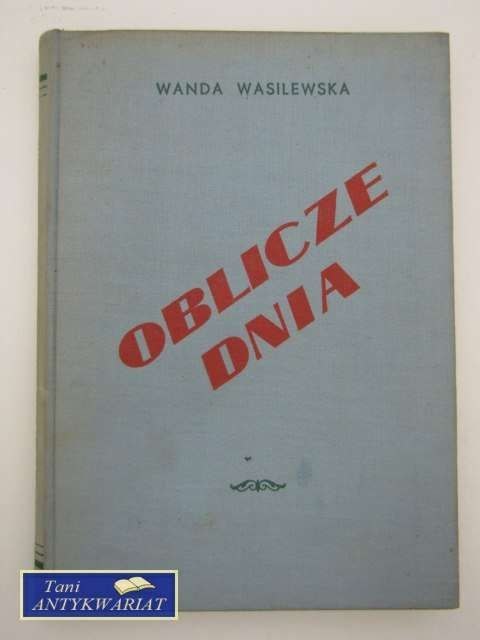 WANDA WASILEWSKA
OBLICZE
DNIA
Tani
ANTYKWARIAT